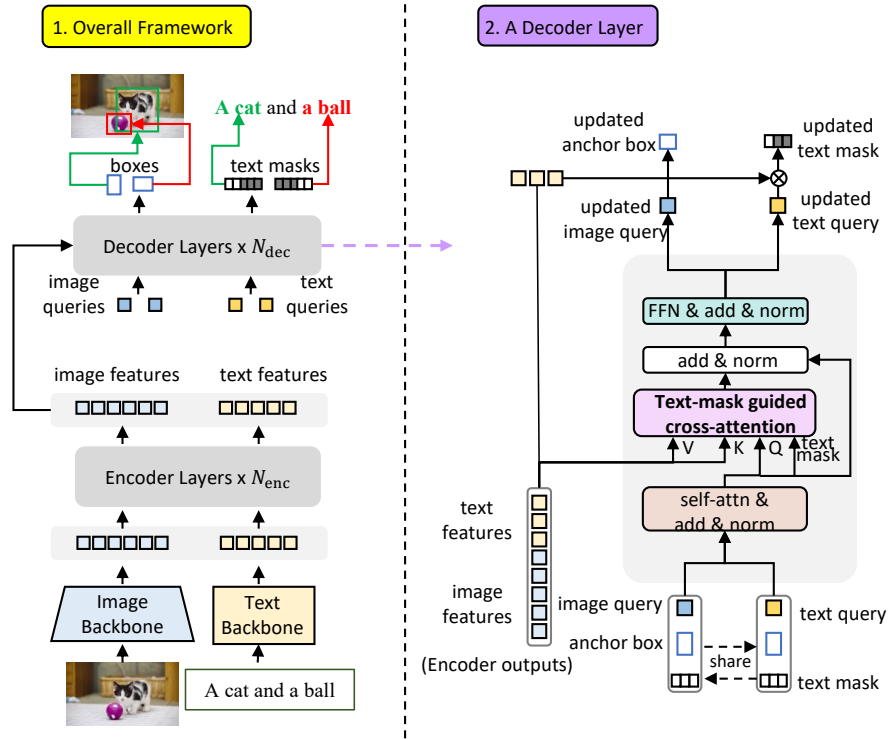 1. Overall Framework
A cat and a ball
boxes
text masks
Decoder Layers x N_dec
image
queries
text
queries
image features
text features
Encoder Layers x N_enc
Image
Backbone
Text
Backbone
A cat and a ball
2. A Decoder Layer
updated
anchor box
updated
text mask
updated
image query
updated
text query
FFN & add & norm
add & norm
Text-mask guided
cross-attention
V
K
Q
text
mask
self-attn &
add & norm
text
features
image
features
(Encoder outputs)
image query
text query
anchor box
share
text mask